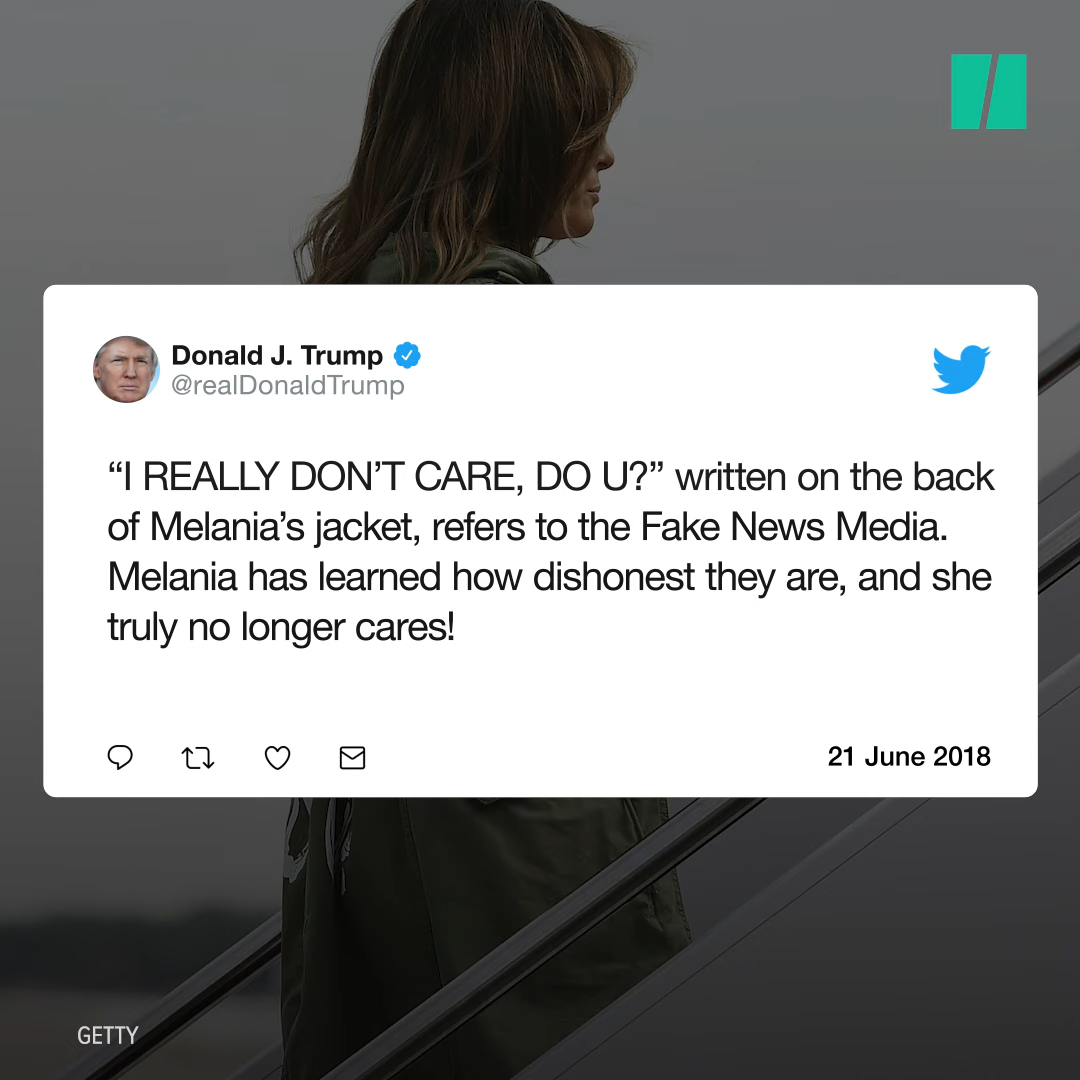 Donald J. Trump
@realDonaldTrump
“I REALLY DON’T CARE, DO U?” written on the back
of Melania’s jacket, refers to the Fake News Media.
Melania has learned how dishonest they are, and she
truly no longer cares!
21 June 2018
GETTY